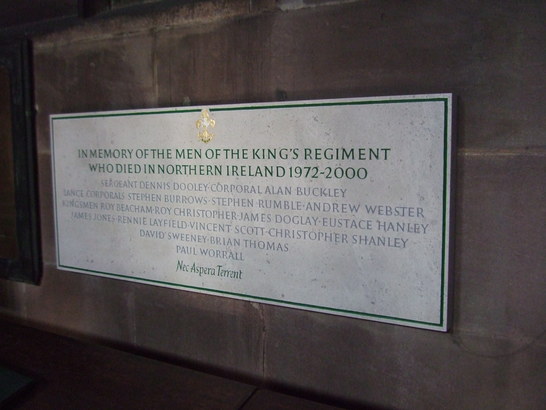 IN MEMORY OF THE MEN OF THE KING'S REGIMENT
WHO DIED IN NORTHERN IRELAND 1972-2000
SERGEANT DENNIS DOOLEY·CORPORAL ALAN BUCKLEY
LANCE CORPORALS STEPHEN BURROWS·STEPHEN RUMBLE·ANDREW WEBSTER
KINGSMEN ROY BEACHAM·ROY CHRISTOPHER·JAMES DOGLAY·EUSTACE HANLEY
JAMES JONES·RENNIE LAYFIELD·VINCENT SCOTT·CHRISTOPHER SHANLEY
DAVID SWEENEY·BRIAN THOMAS
PAUL WORRALL
Nec Aspera Terrent